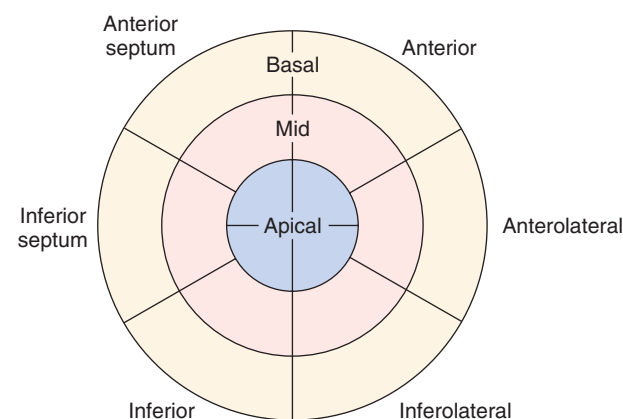 Anterior
septum
Anterior
Basal
Mid
Inferior
septum
Apical
Anterolateral
Inferior
Inferolateral